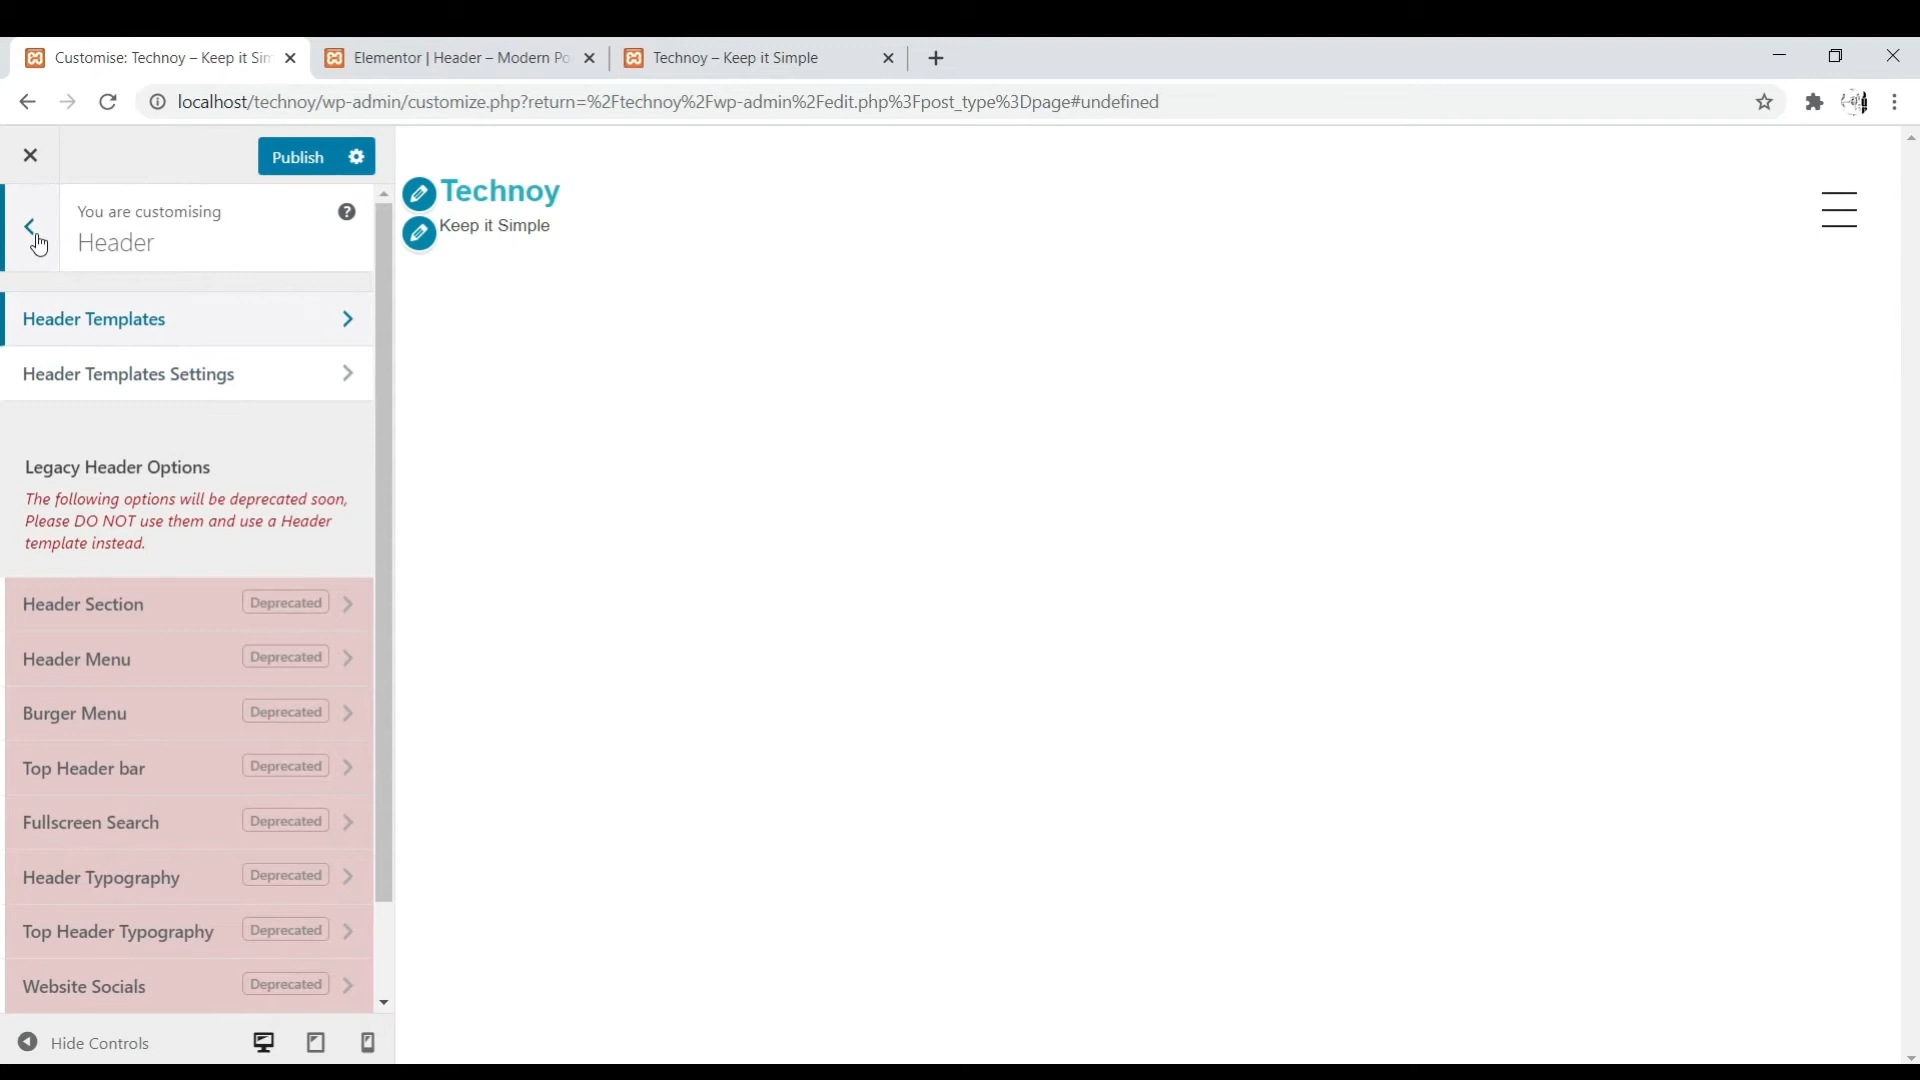 Customise: Technoy – Keep it Sim
Elementor | Header – Modern Po
Technoy – Keep it Simple
localhost/technoy/wp-admin/customize.php?return=%2Ftechnoy%2Fwp-admin%2Fedit.php%3Fpost_type%3Dpage#undefined
Publish
You are customising
Header
Header Templates
Header Templates Settings
Legacy Header Options
The following options will be deprecated soon,
Please DO NOT use them and use a Header
template instead.
Header Section Deprecated
Header Menu Deprecated
Burger Menu Deprecated
Top Header bar Deprecated
Fullscreen Search Deprecated
Header Typography Deprecated
Top Header Typography Deprecated
Website Socials Deprecated
Hide Controls
Technoy
Keep it Simple